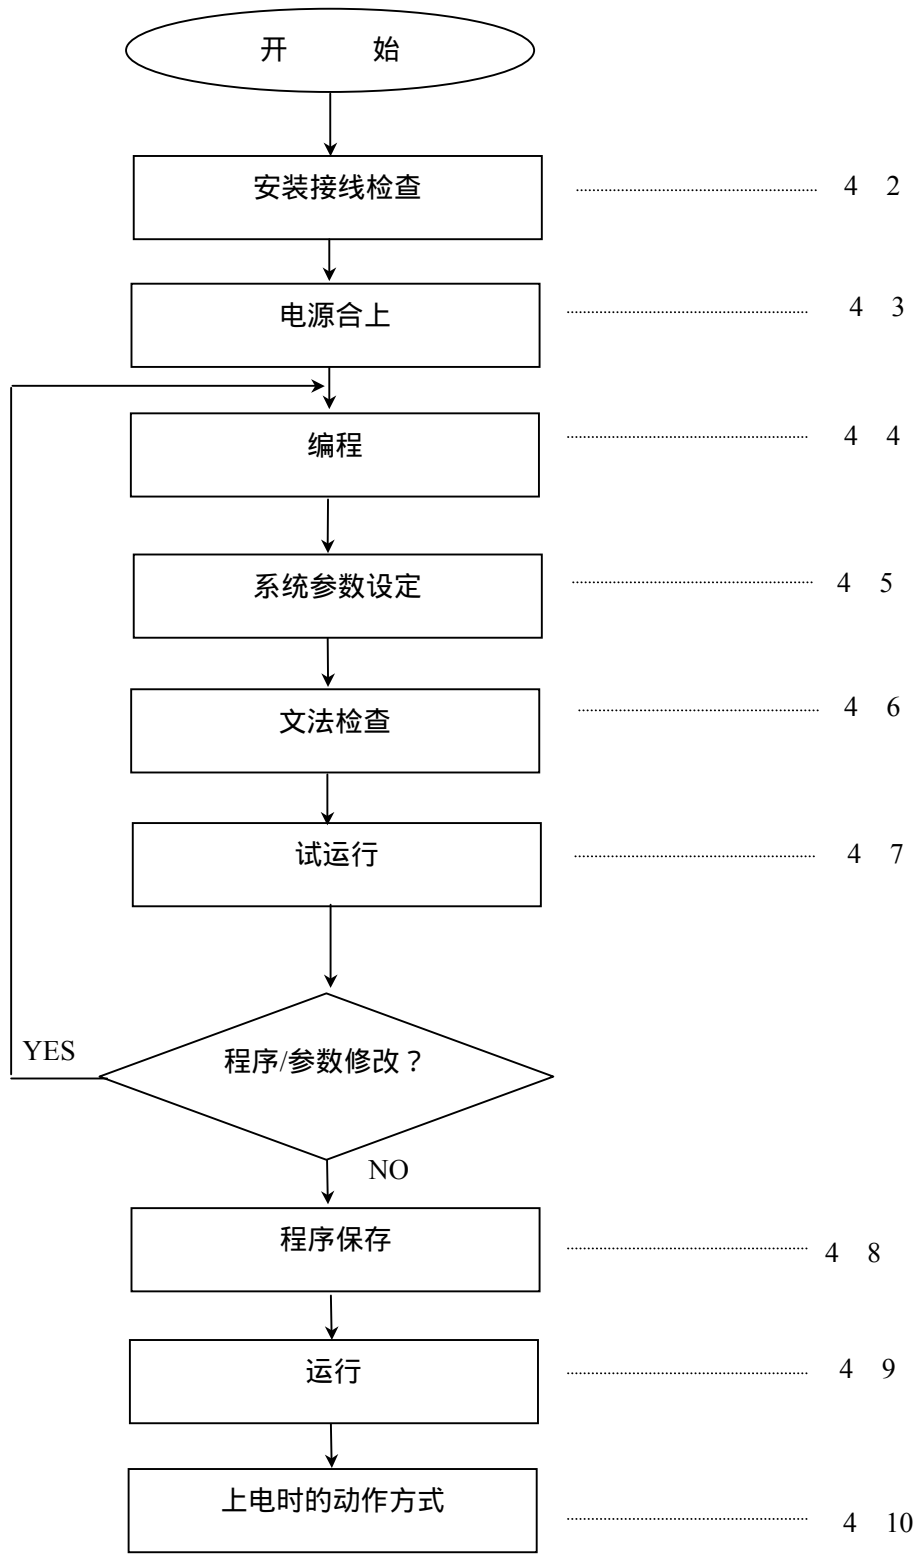 开 始
安装接线检查 4 2
电源合上 4 3
编程 4 4
系统参数设定 4 5
文法检查 4 6
试运行 4 7
YES
程序/参数修改？
NO
程序保存 4 8
运行 4 9
上电时的动作方式 4 10